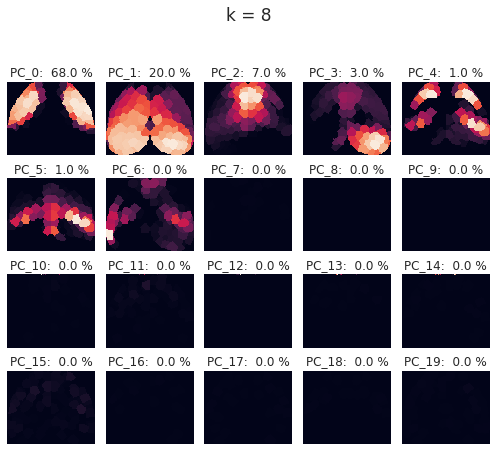 k = 8
PC_0: 68.0 % PC_1: 20.0 % PC_2: 7.0 % PC_3: 3.0 % PC_4: 1.0 %
PC_5: 1.0 % PC_6: 0.0 % PC_7: 0.0 % PC_8: 0.0 % PC_9: 0.0 %
PC_10: 0.0 % PC_11: 0.0 % PC_12: 0.0 % PC_13: 0.0 % PC_14: 0.0 %
PC_15: 0.0 % PC_16: 0.0 % PC_17: 0.0 % PC_18: 0.0 % PC_19: 0.0 %